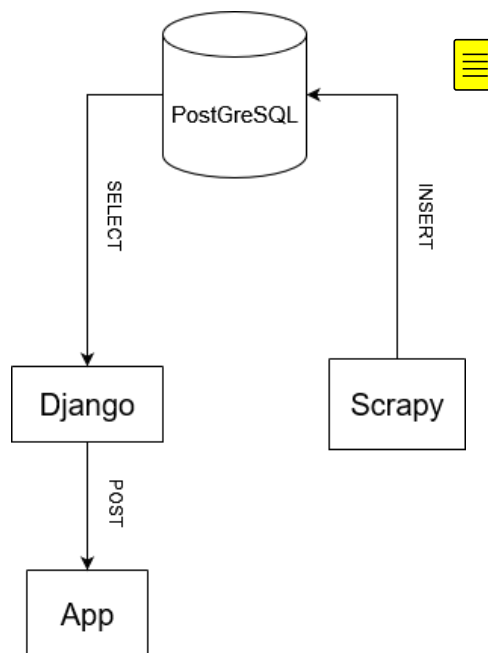 PostGreSQL
SELECT
INSERT
Django
Scrapy
POST
App